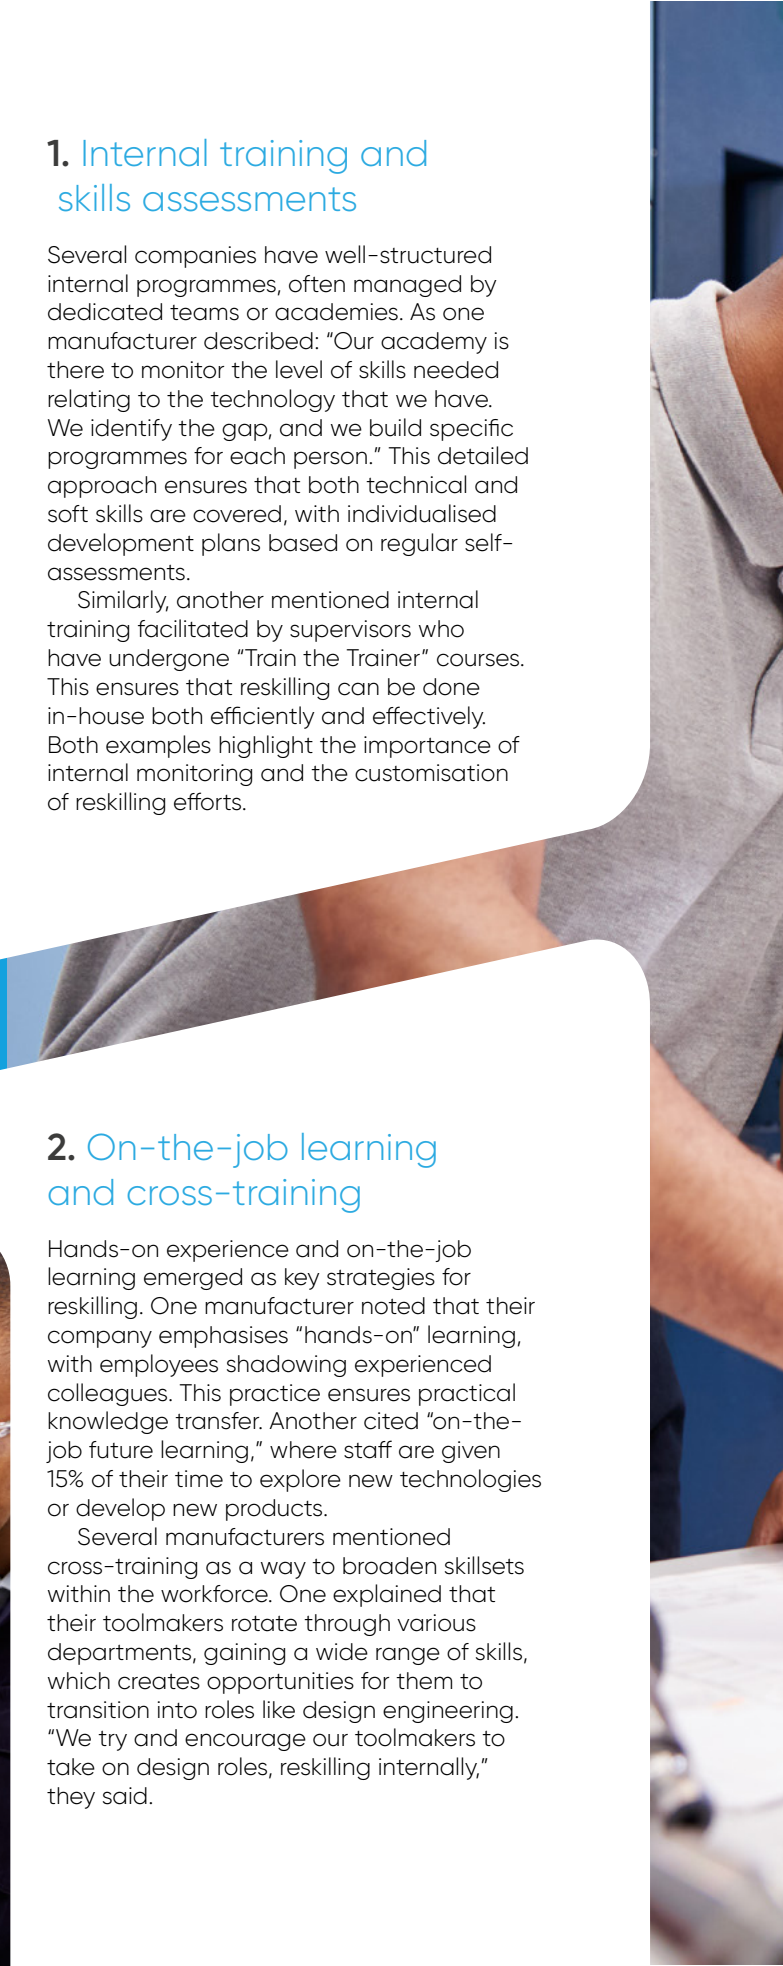 1. Internal training and
skills assessments
Several companies have well-structured
internal programmes, often managed by
dedicated teams or academies. As one
manufacturer described: “Our academy is
there to monitor the level of skills needed
relating to the technology that we have.
We identify the gap, and we build specific
programmes for each person.” This detailed
approach ensures that both technical and
soft skills are covered, with individualised
development plans based on regular self-
assessments.
Similarly, another mentioned internal
training facilitated by supervisors who
have undergone “Train the Trainer” courses.
This ensures that reskilling can be done
in-house both efficiently and effectively.
Both examples highlight the importance of
internal monitoring and the customisation
of reskilling efforts.
2. On-the-job learning
and cross-training
Hands-on experience and on-the-job
learning emerged as key strategies for
reskilling. One manufacturer noted that their
company emphasises “hands-on” learning,
with employees shadowing experienced
colleagues. This practice ensures practical
knowledge transfer. Another cited “on-the-
job future learning,” where staff are given
15% of their time to explore new technologies
or develop new products.
Several manufacturers mentioned
cross-training as a way to broaden skillsets
within the workforce. One explained that
their toolmakers rotate through various
departments, gaining a wide range of skills,
which creates opportunities for them to
transition into roles like design engineering.
“We try and encourage our toolmakers to
take on design roles, reskilling internally,”
they said.